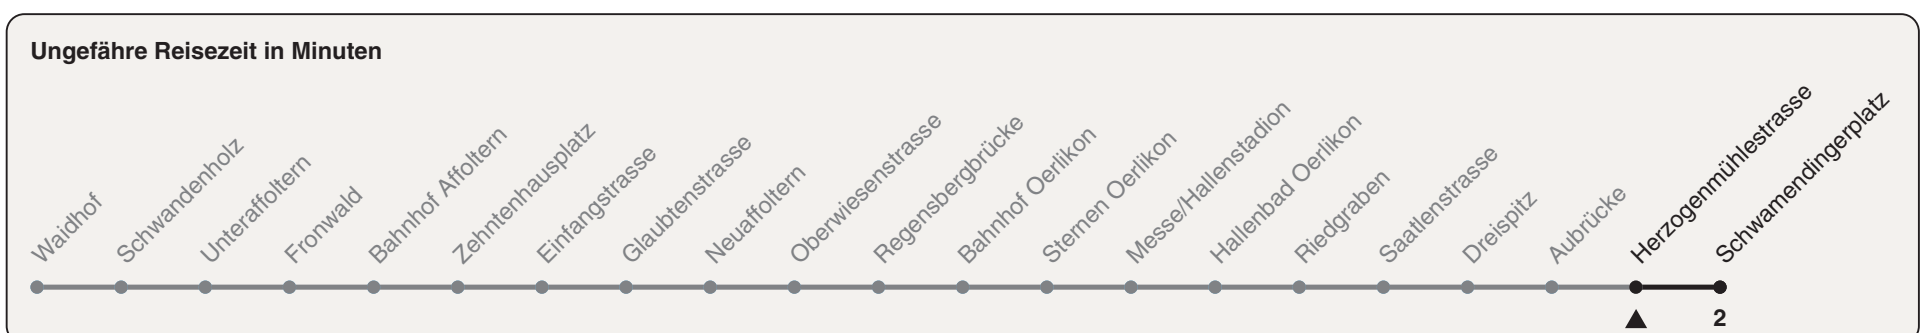 Ungefähre Reisezeit in Minuten
Waidhof
Schwandenholz
Unteraffoltern
Fronwald
Bahnhof Affoltern
Zehntenhausplatz
Einfangstrasse
Glaubtenstrasse
Neuaffoltern
Oberwiesenstrasse
Regensbergbrücke
Bahnhof Oerlikon
Sternen Oerlikon
Messe/Hallenstadion
Hallenbad Oerlikon
Riedgraben
Saatlenstrasse
Dreispitz
Aubrücke
Herzogenmühlestrasse
Schwamendingerplatz
2